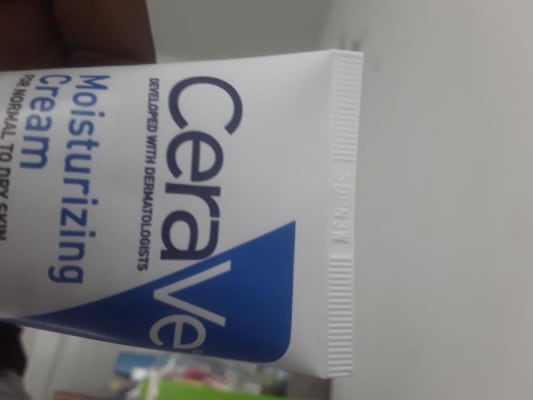 CeraVe
DEVELOPED WITH DERMATOLOGISTS
Moisturizing
Cream
FOR NORMAL TO DRY SKIN